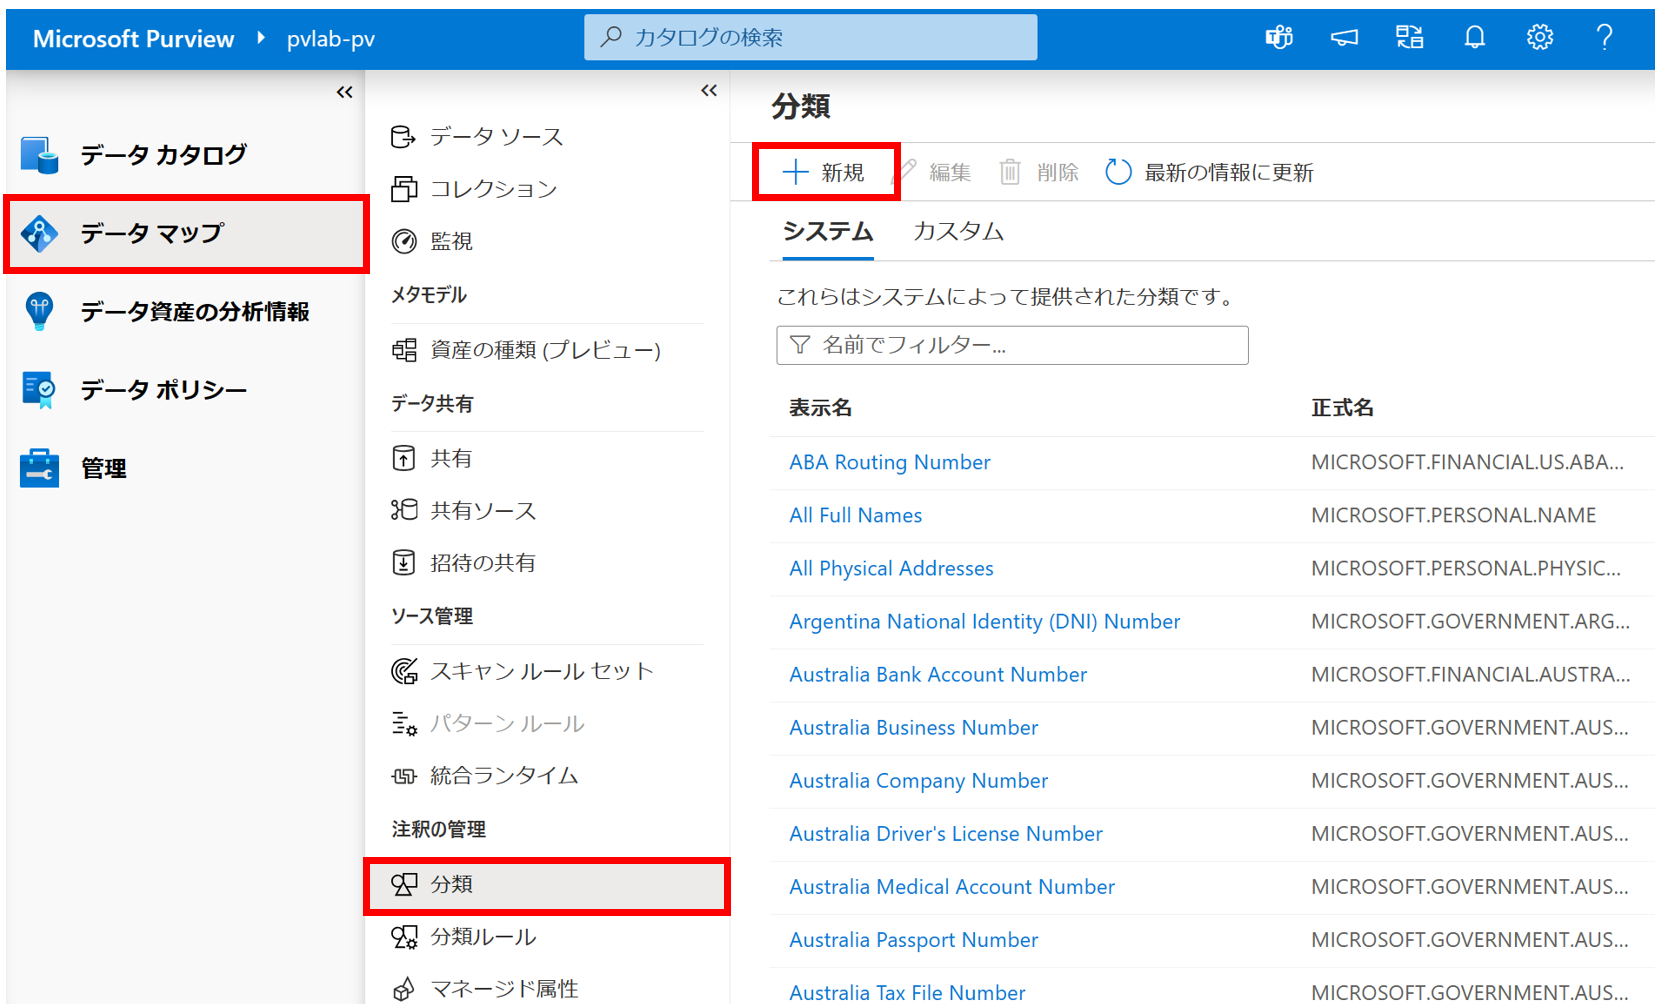 Microsoft Purview
pvlab-pv
カタログの検索
データ カタログ
データ マップ
データ資産の分析情報
データ ポリシー
管理
データ ソース
コレクション
監視
メタモデル
資産の種類 (プレビュー)
データ共有
共有
共有ソース
招待の共有
ソース管理
スキャン ルール セット
パターン ルール
統合ランタイム
注釈の管理
分類
分類ルール
マネージド属性
分類
新規 編集 削除 最新の情報に更新
システム カスタム
これらはシステムによって提供された分類です。
名前でフィルター...
表示名 正式名
ABA Routing Number MICROSOFT.FINANCIAL.US.ABA...
All Full Names MICROSOFT.PERSONAL.NAME
All Physical Addresses MICROSOFT.PERSONAL.PHYSIC...
Argentina National Identity (DNI) Number MICROSOFT.GOVERNMENT.ARG...
Australia Bank Account Number MICROSOFT.FINANCIAL.AUSTRA...
Australia Business Number MICROSOFT.GOVERNMENT.AUS...
Australia Company Number MICROSOFT.GOVERNMENT.AUS...
Australia Driver's License Number MICROSOFT.GOVERNMENT.AUS...
Australia Medical Account Number MICROSOFT.GOVERNMENT.AUS...
Australia Passport Number MICROSOFT.GOVERNMENT.AUS...
Australia Tax File Number MICROSOFT.GOVERNMENT.AUS...